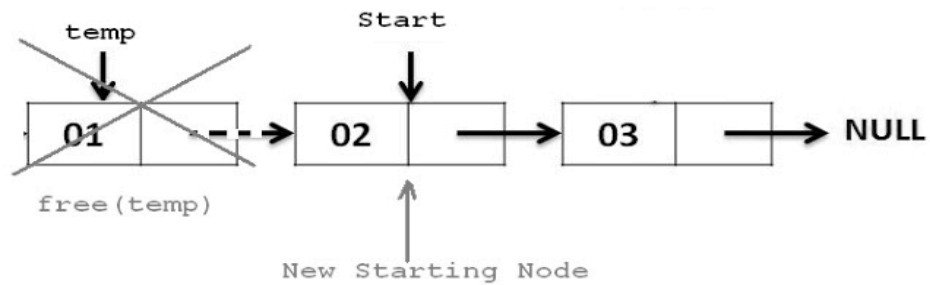 temp
Start
01
02
03
NULL
free(temp)
New Starting Node